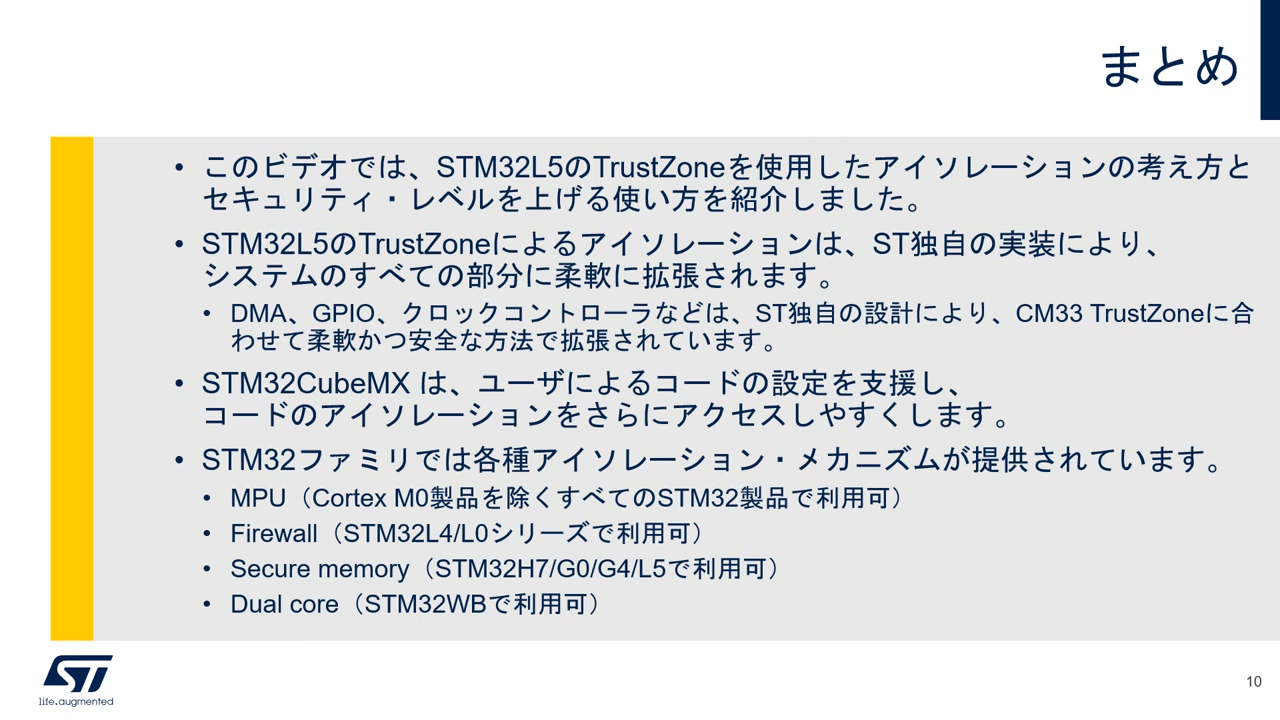 まとめ
• このビデオでは、STM32L5のTrustZoneを使用したアイソレーションの考え方と
セキュリティ・レベルを上げる使い方を紹介しました。
• STM32L5のTrustZoneによるアイソレーションは、ST独自の実装により、
システムのすべての部分に柔軟に拡張されます。
• DMA、GPIO、クロックコントローラなどは、ST独自の設計により、CM33 TrustZoneに合
わせて柔軟かつ安全な方法で拡張されています。
• STM32CubeMX は、ユーザによるコードの設定を支援し、
コードのアイソレーションをさらにアクセスしやすくします。
• STM32ファミリでは各種アイソレーション・メカニズムが提供されています。
• MPU（Cortex M0製品を除くすべてのSTM32製品で利用可）
• Firewall（STM32L4/L0シリーズで利用可）
• Secure memory（STM32H7/G0/G4/L5で利用可）
• Dual core（STM32WBで利用可）
ST
life.augmented
10